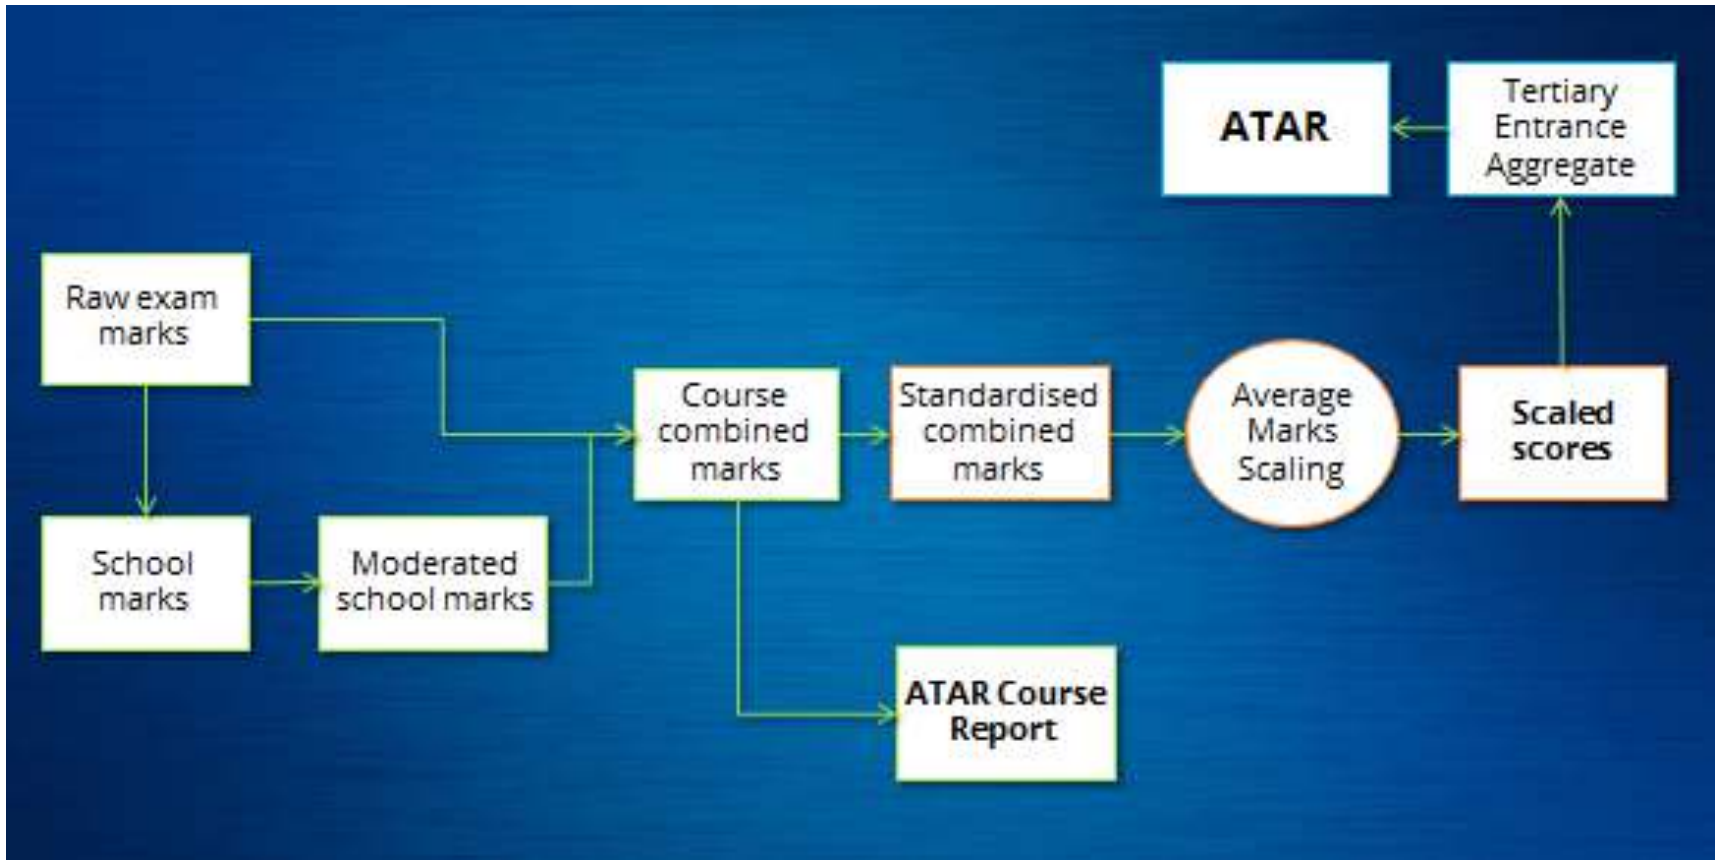 ATAR
Tertiary
Entrance
Aggregate
Raw exam
marks
Course
combined
marks
Standardised
combined
marks
Average
Marks
Scaling
Scaled
scores
School
marks
Moderated
school marks
ATAR Course
Report